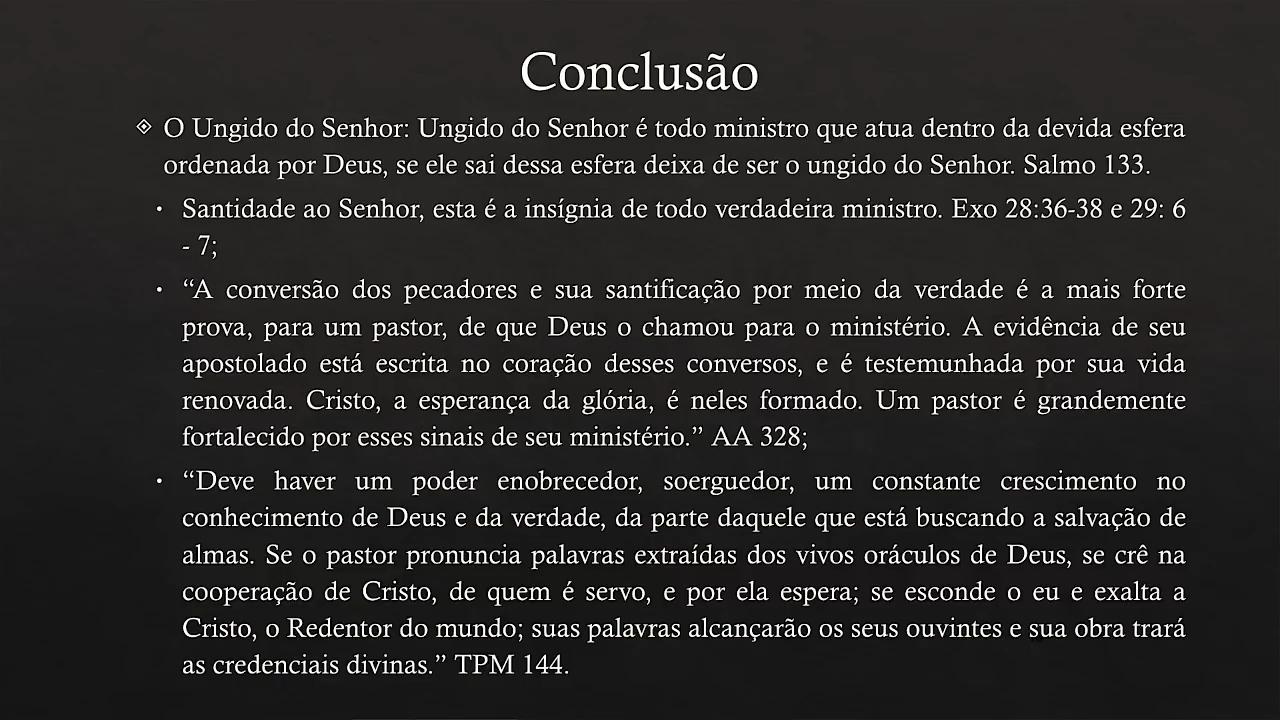 Conclusão
O Ungido do Senhor: Ungido do Senhor é todo ministro que atua dentro da devida esfera
ordenada por Deus, se ele sai dessa esfera deixa de ser o ungido do Senhor. Salmo 133.
• Santidade ao Senhor, esta é a insígnia de todo verdadeira ministro. Exo 28:36-38 e 29: 6
- 7;
• “A conversão dos pecadores e sua santificação por meio da verdade é a mais forte
prova, para um pastor, de que Deus o chamou para o ministério. A evidência de seu
apostolado está escrita no coração desses conversos, e é testemunhada por sua vida
renovada. Cristo, a esperança da glória, é neles formado. Um pastor é grandemente
fortalecido por esses sinais de seu ministério.” AA 328;
• “Deve haver um poder enobrecedor, soerguedor, um constante crescimento no
conhecimento de Deus e da verdade, da parte daquele que está buscando a salvação de
almas. Se o pastor pronuncia palavras extraídas dos vivos oráculos de Deus, se crê na
cooperação de Cristo, de quem é servo, e por ela espera; se esconde o eu e exalta a
Cristo, o Redentor do mundo; suas palavras alcançarão os seus ouvintes e sua obra trará
as credenciais divinas.” TPM 144.